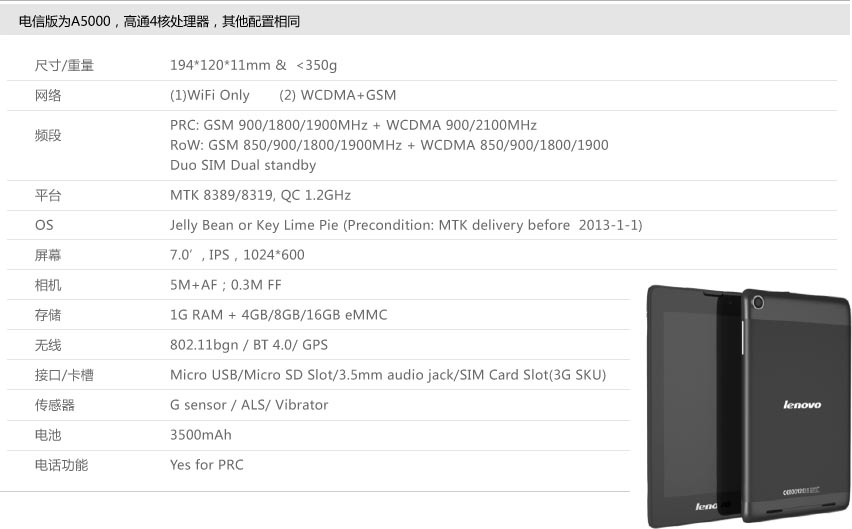 电信版为A5000，高通4核处理器，其他配置相同
尺寸/重量 194*120*11mm & <350g
网络 (1)WiFi Only (2) WCDMA+GSM
频段 PRC: GSM 900/1800/1900MHz + WCDMA 900/2100MHz
RoW: GSM 850/900/1800/1900MHz + WCDMA 850/900/1800/1900
Duo SIM Dual standby
平台 MTK 8389/8319, QC 1.2GHz
OS Jelly Bean or Key Lime Pie (Precondition: MTK delivery before 2013-1-1)
屏幕 7.0′, IPS , 1024*600
相机 5M+AF ; 0.3M FF
存储 1G RAM + 4GB/8GB/16GB eMMC
无线 802.11bgn / BT 4.0/ GPS
接口/卡槽 Micro USB/Micro SD Slot/3.5mm audio jack/SIM Card Slot(3G SKU)
传感器 G sensor / ALS/ Vibrator
电池 3500mAh
电话功能 Yes for PRC
lenovo
lenovo